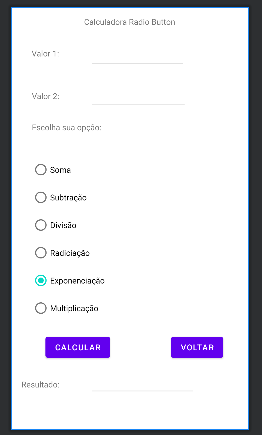 Calculadora Radio Button
Valor 1:
Valor 2:
Escolha sua opção:
Soma
Subtração
Divisão
Radiciação
Exponenciação
Multiplicação
CALCULAR VOLTAR
Resultado: